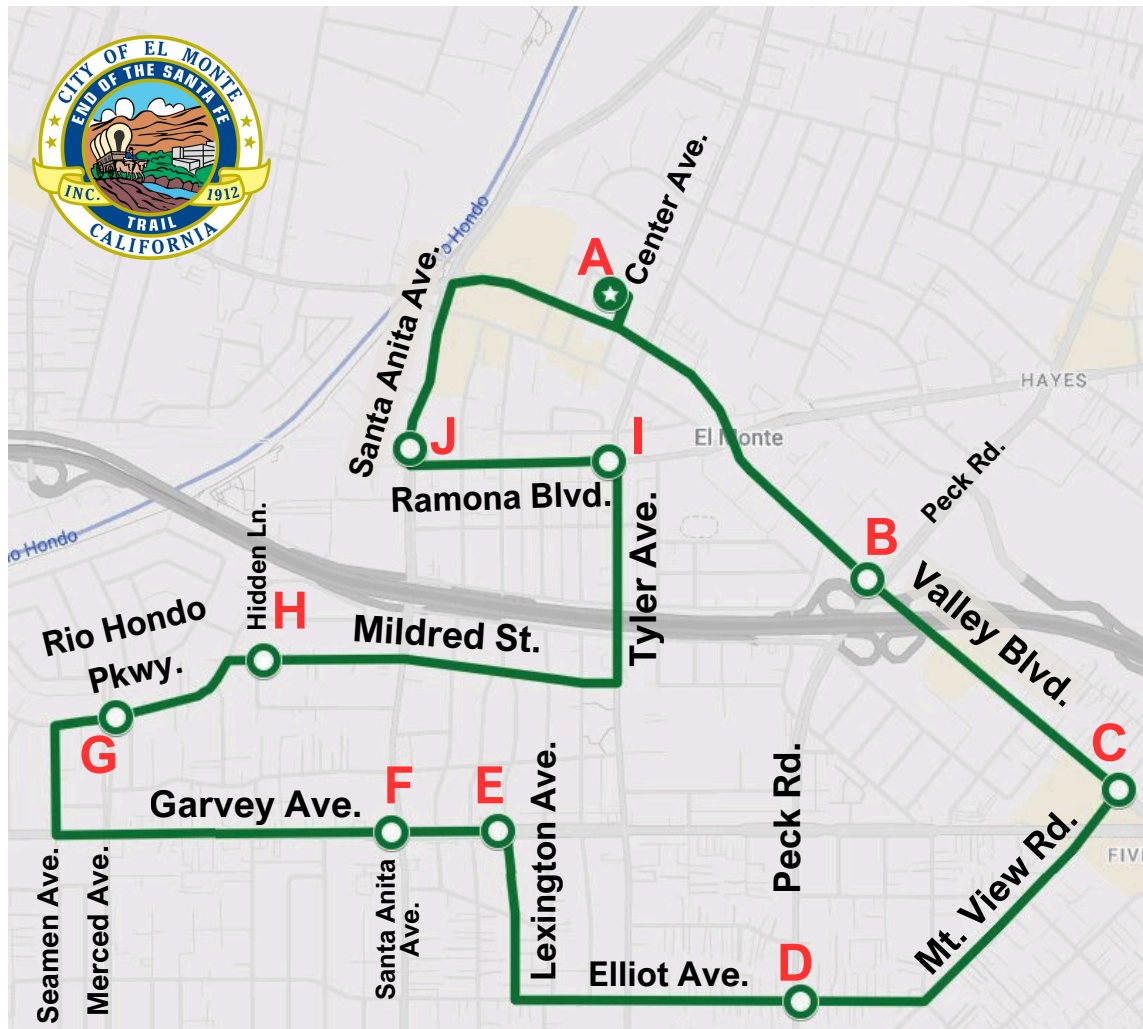 CITY OF EL MONTE
END OF THE SANTA FE
INC. 1912
TRAIL
CALIFORNIA
o Hondo
Center Ave.
A
Santa Anita Ave.
HAYES
J
I
El Monte
Peck Rd.
Ramona Blvd.
B
io Hondo
Hidden Ln.
H
Tyler Ave.
Valley Blvd.
Rio Hondo
Pkwy.
Mildred St.
G
C
F
E
Garvey Ave.
Lexington Ave.
Peck Rd.
Mt. View Rd.
FIVE
Seamen Ave.
Merced Ave.
Santa Anita
Ave.
Elliot Ave.
D